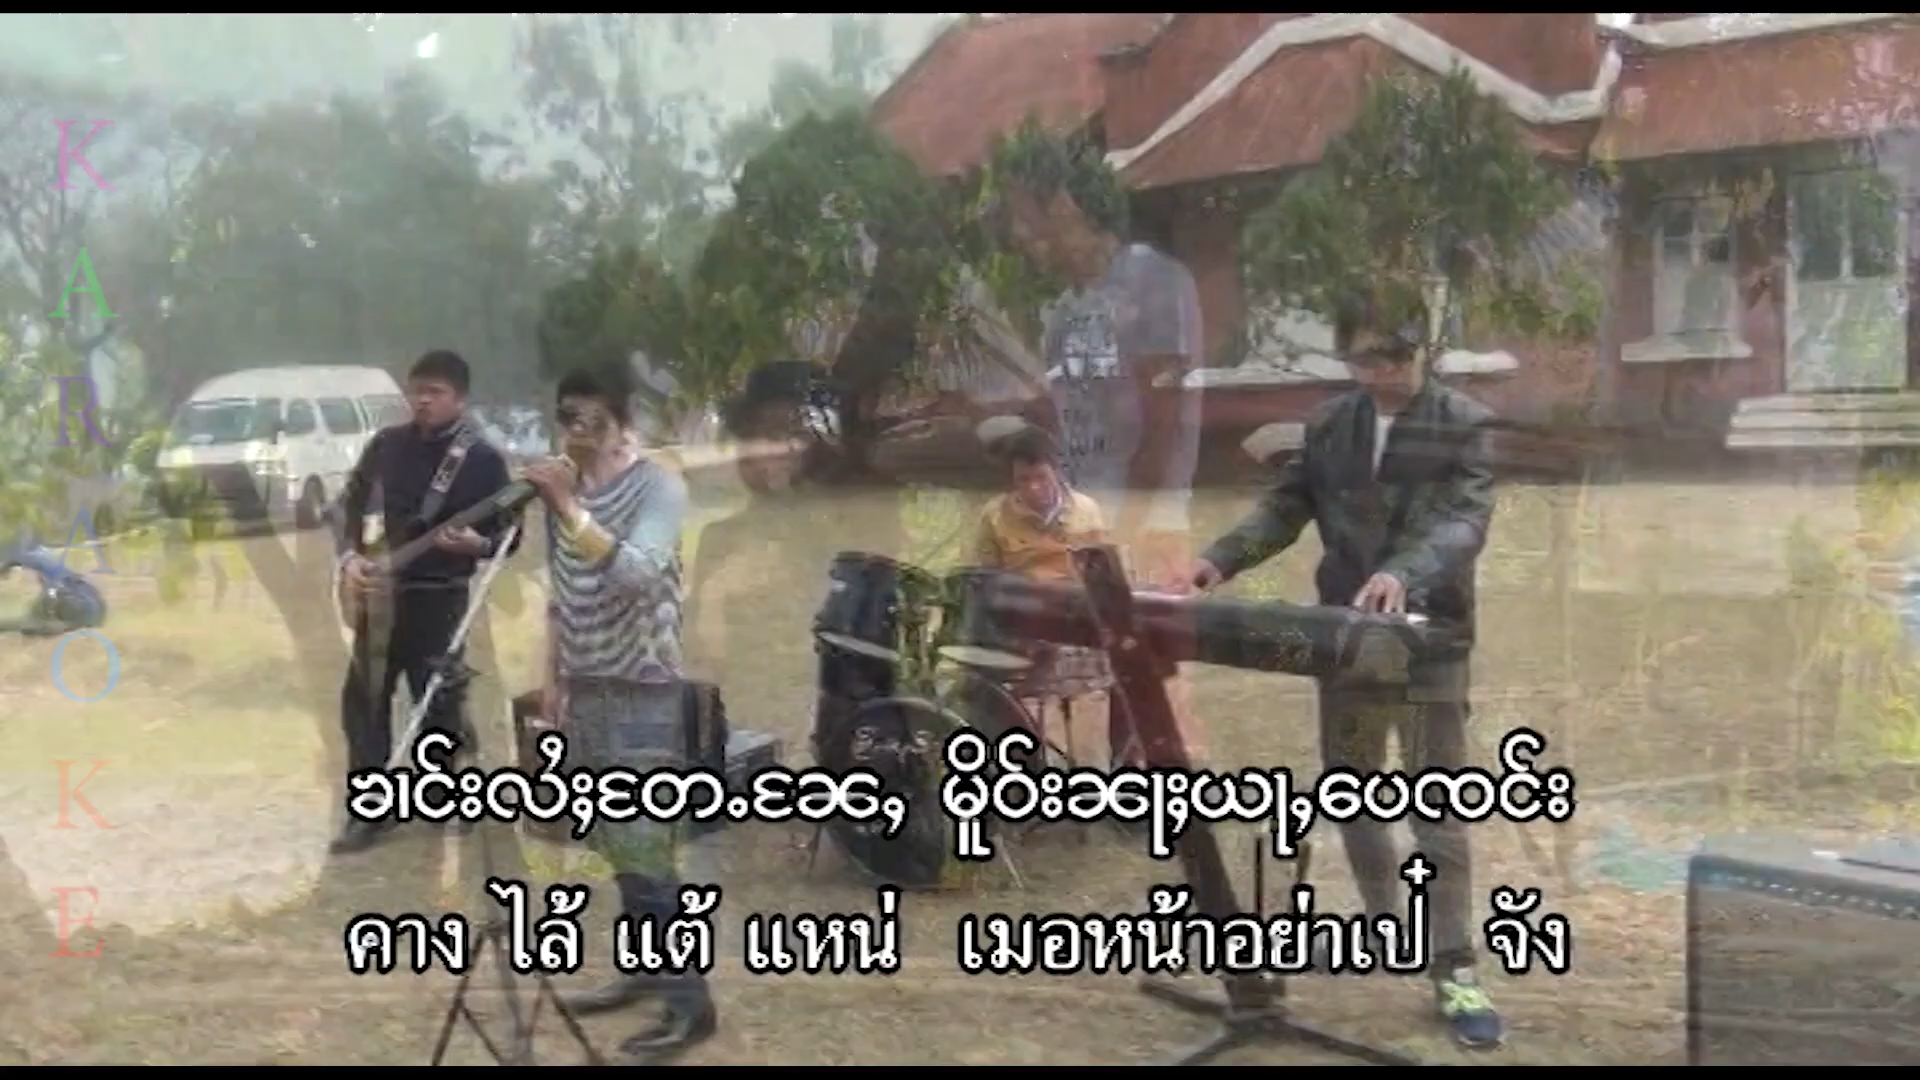 KARAOKE
ၶၢင်းလႆႈတေႉၼေႇ မိူဝ်းၼႃႈယႃႇပေၸင်း
คาง ไล้ แต้ แหน่ เมอหน้าอย่าเป๋ จัง